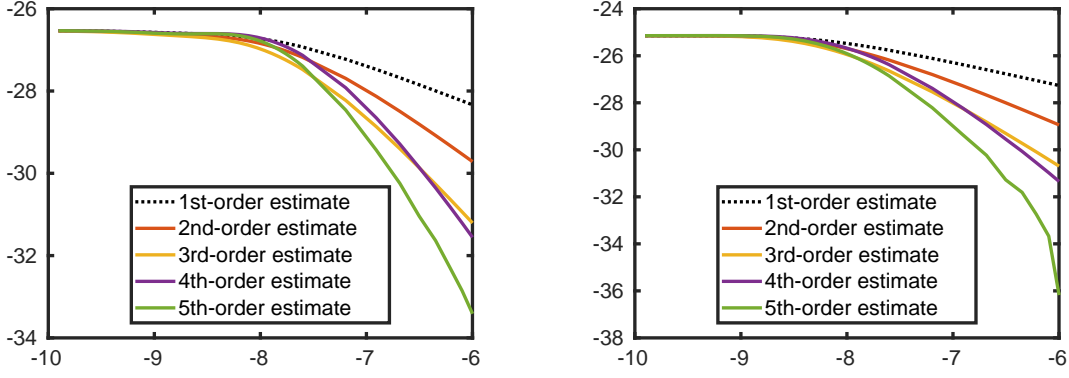 -26
-28
-30
-32
-34
-10
-9
-8
-7
-6
1st-order estimate
2nd-order estimate
3rd-order estimate
4th-order estimate
5th-order estimate
-24
-26
-28
-30
-32
-34
-36
-38
-10
-9
-8
-7
-6
1st-order estimate
2nd-order estimate
3rd-order estimate
4th-order estimate
5th-order estimate